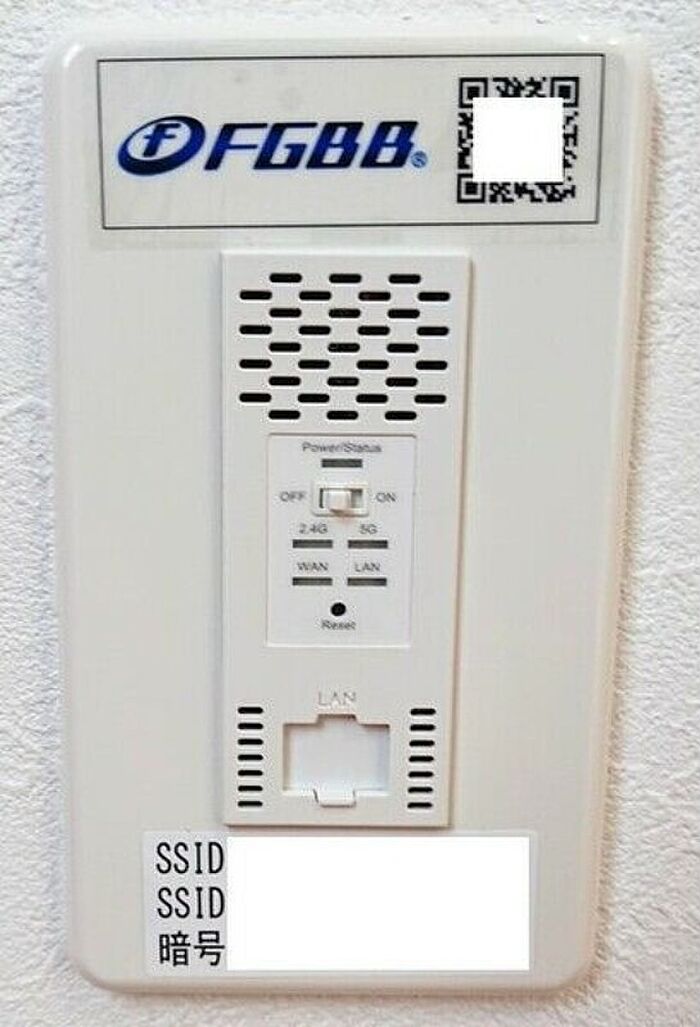 f FGBB®
Power/Status
OFF ON
2.4G 5G
WAN LAN
Reset
LAN
SSID
SSID
暗号